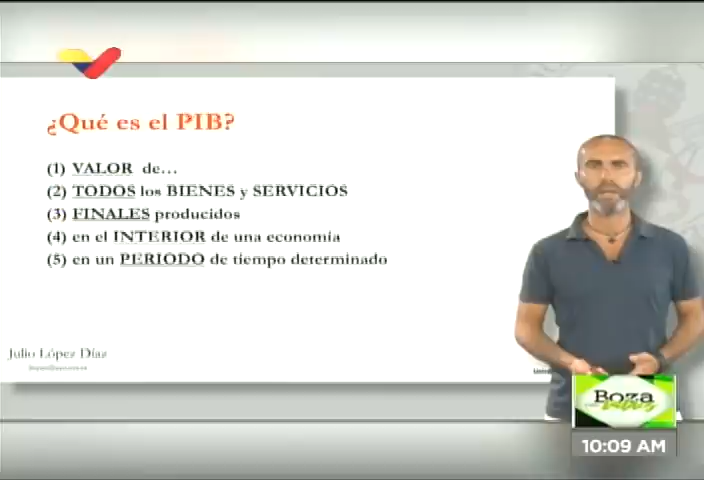 ¿Qué es el PIB?
(1) VALOR de...
(2) TODOS los BIENES y SERVICIOS
(3) FINALES producidos
(4) en el INTERIOR de una economía
(5) en un PERIODO de tiempo determinado
Julio López Díaz
Boza
10:09 AM